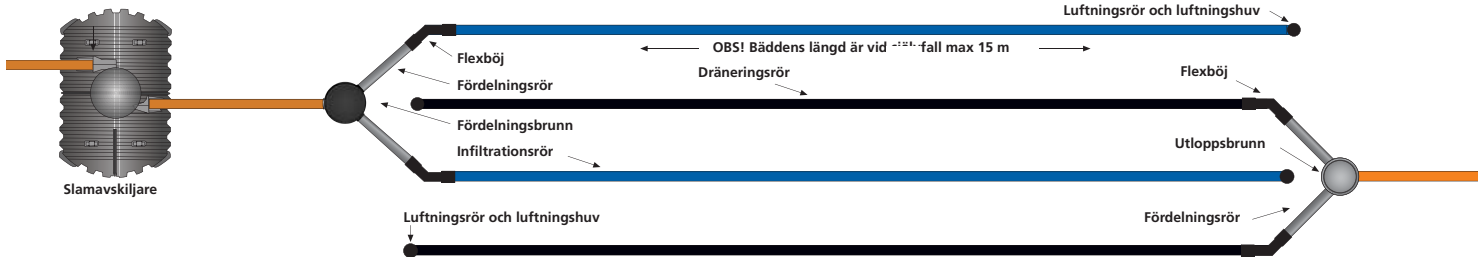 Luftningsrör och luftningshuv
OBS! Bäddens längd är vid fall max 15 m
Flexböj
Dräneringsrör
Flexböj
Fördelningsrör
Fördelningsbrunn
Utloppsbrunn
Infiltrationsrör
Slamavskiljare
Luftningsrör och luftningshuv
Fördelningsrör